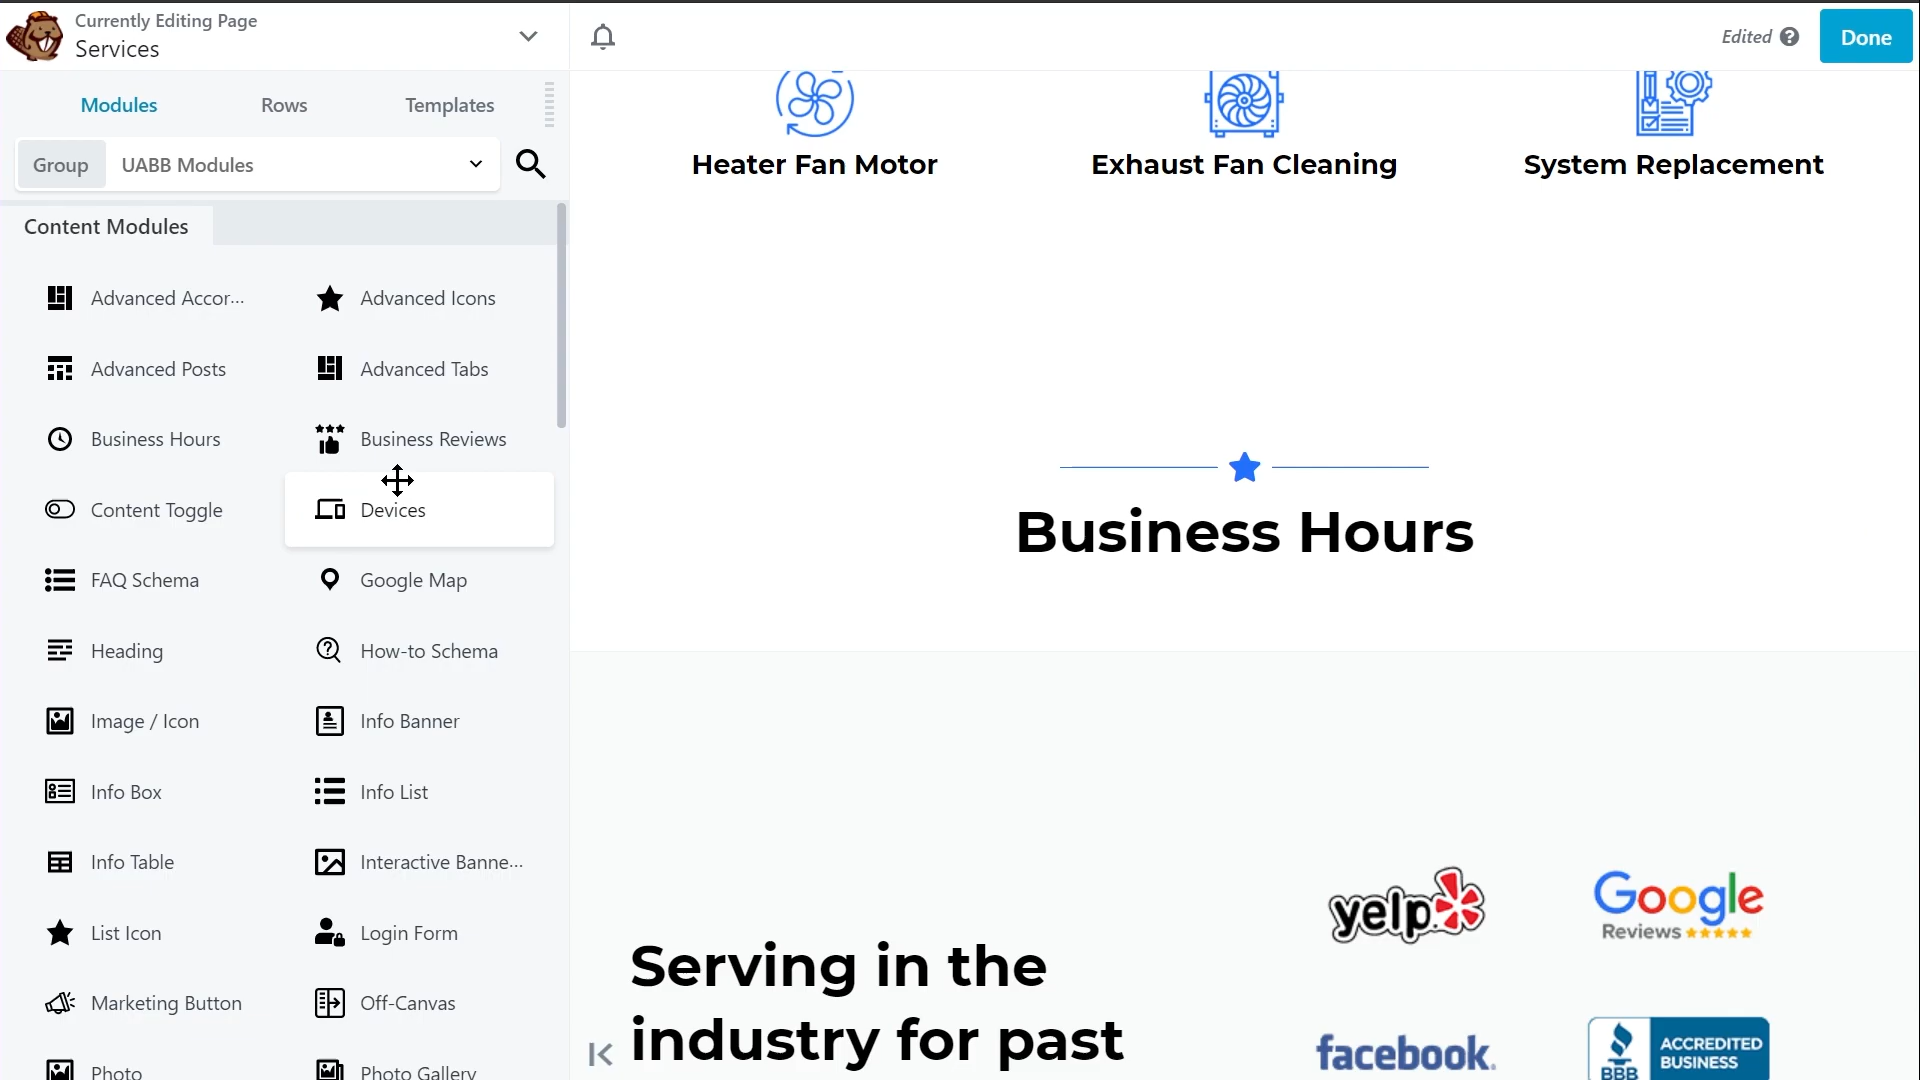 Currently Editing Page
Services
Edited
Done
Modules
Rows
Templates
Group
UABB Modules
Content Modules
Advanced Accor...
Advanced Icons
Advanced Posts
Advanced Tabs
Business Hours
Business Reviews
Content Toggle
Devices
FAQ Schema
Google Map
Heading
How-to Schema
Image / Icon
Info Banner
Info Box
Info List
Info Table
Interactive Banne...
List Icon
Login Form
Marketing Button
Off-Canvas
Photo
Photo Gallery
Heater Fan Motor
Exhaust Fan Cleaning
System Replacement
Business Hours
Serving in the
industry for past
yelp
Google
Reviews
facebook.
BBB
ACCREDITED
BUSINESS